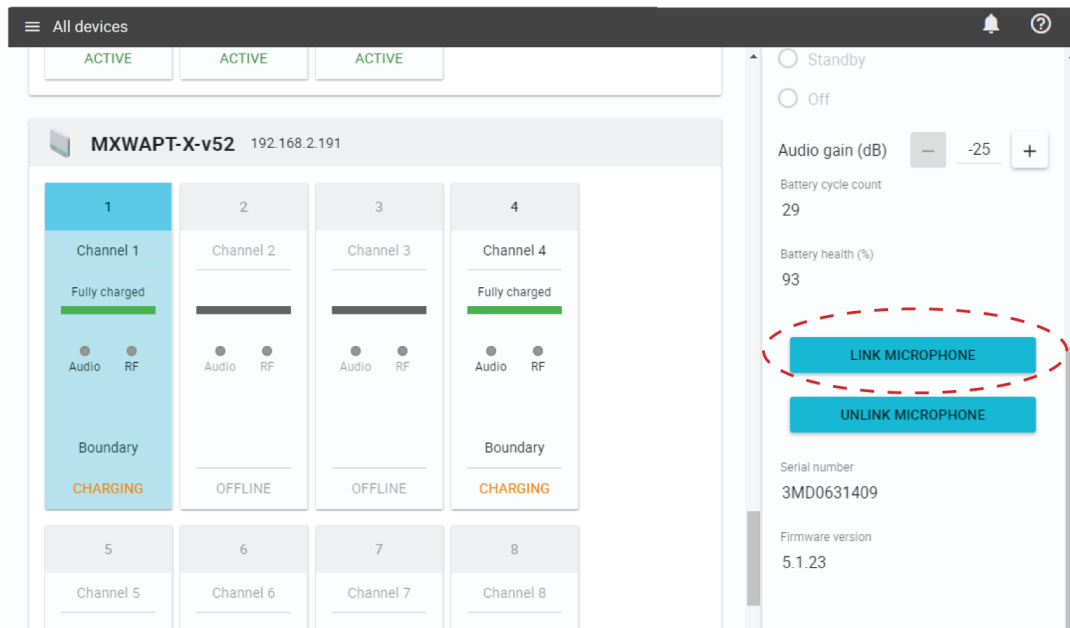 All devices
ACTIVE ACTIVE ACTIVE
MXWAPT-X-v52 192.168.2.191
1 2 3 4
Channel 1 Channel 2 Channel 3 Channel 4
Fully charged Fully charged
Audio RF Audio RF Audio RF Audio RF
Boundary Boundary
CHARGING OFFLINE OFFLINE CHARGING
5 6 7 8
Channel 5 Channel 6 Channel 7 Channel 8
Standby
Off
Audio gain (dB) − -25 +
Battery cycle count
29
Battery health (%)
93
LINK MICROPHONE
UNLINK MICROPHONE
Serial number
3MD0631409
Firmware version
5.1.23